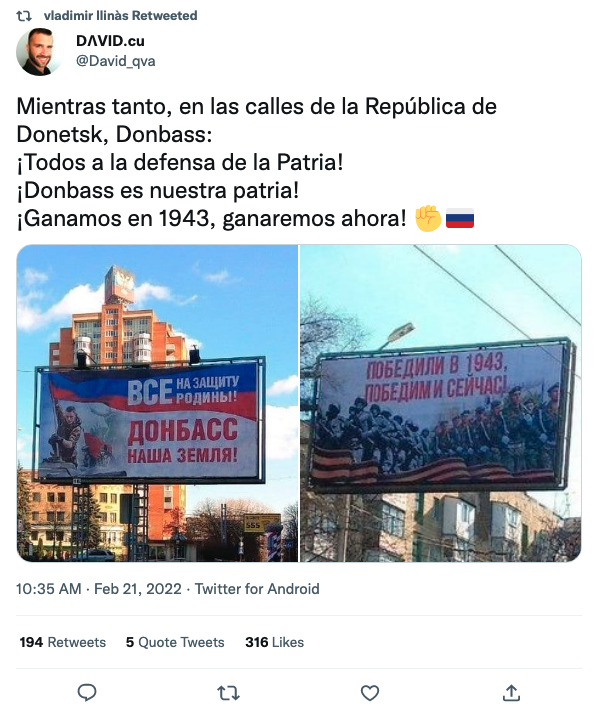 vladimir llinàs Retweeted
DΛVID.cu
@David_qva
Mientras tanto, en las calles de la República de
Donetsk, Donbass:
¡Todos a la defensa de la Patria!
¡Donbass es nuestra patria!
¡Ganamos en 1943, ganaremos ahora! ✊🇷🇺
ВСЕ НА ЗАЩИТУ
РОДИНЫ!
ДОНБАСС
НАША ЗЕМЛЯ!
555
ПОБЕДИЛИ В 1943,
ПОБЕДИМ И СЕЙЧАС!
10:35 AM · Feb 21, 2022 · Twitter for Android
194 Retweets 5 Quote Tweets 316 Likes